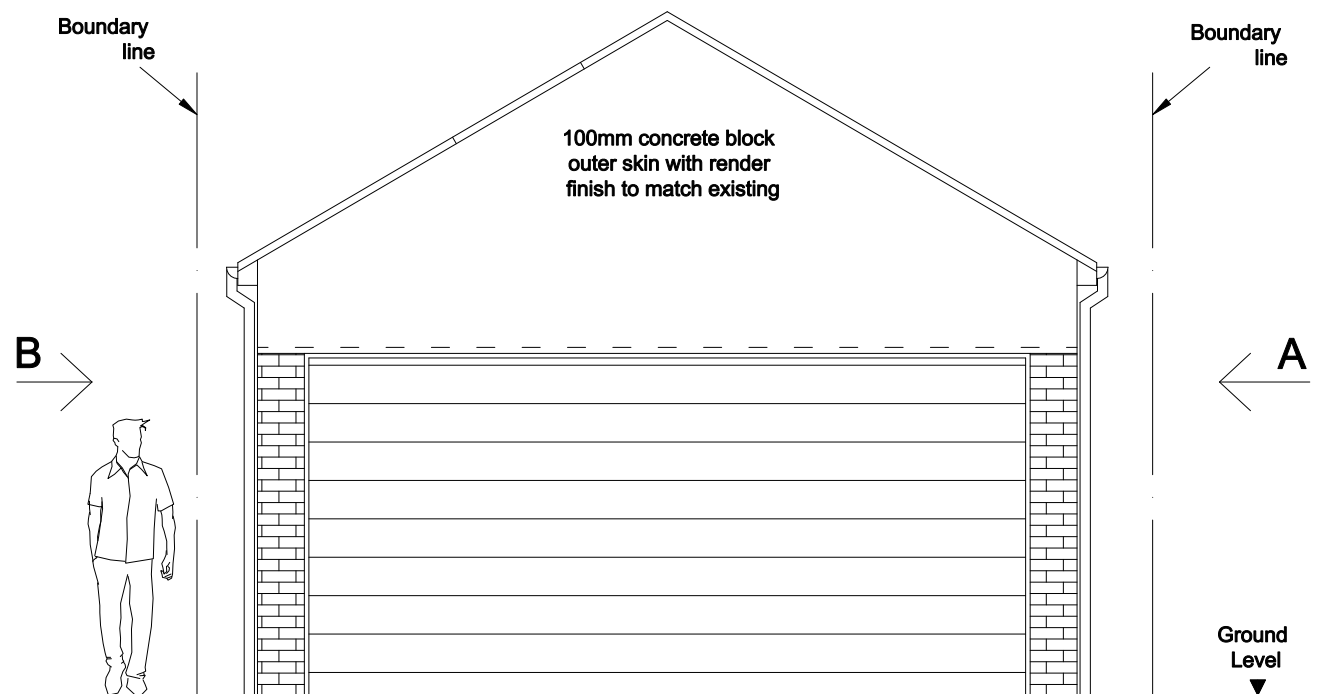 Boundary
line
Boundary
line
100mm concrete block
outer skin with render
finish to match existing
B
A
Ground
Level